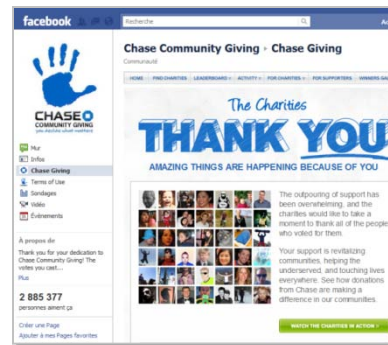 facebook
Recherche
Chase Community Giving › Chase Giving
Communauté
HOME FIND CHARITIES LEADERBOARD ACTIVITY FOR CHARITIES FOR SUPPORTERS WINNERS GA
CHASE
COMMUNITY GIVING
you decide what matters
Mur
Infos
Chase Giving
Terms of Use
Sondages
Vidéo
Événements
À propos de
Thank you for your dedication to
Chase Community Giving! The
votes you cast...
Plus
2 885 377
personnes aiment ça
Créer une Page
Ajouter à mes Pages favorites
The Charities
THANK YOU
AMAZING THINGS ARE HAPPENING BECAUSE OF YOU
The outpouring of support has
been overwhelming, and the
charities would like to take a
moment to thank all of the people
who voted for them.
Your support is revitalizing
communities, helping the
underserved, and touching lives
everywhere. See how donations
from Chase are making a
difference in our communities.
WATCH THE CHARITIES IN ACTION